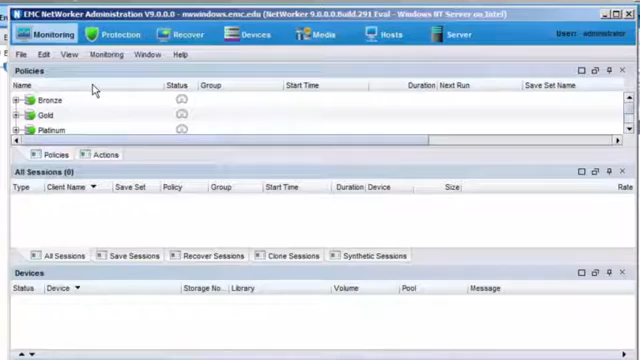 EMC NetWorker Administration V9.0.0.0 - nwwindows.emc.edu (NetWorker 9.0.0.0.Build.291 Eval - Windows NT Server on Intel)
Monitoring Protection Recover Devices Media Hosts Server User: administrator
File Edit View Monitoring Window Help
Policies
Name Status Group Start Time Duration Next Run Save Set Name
Bronze
Gold
Platinum
Policies Actions
All Sessions (0)
Type Client Name Save Set Policy Group Start Time Duration Device Size Rate
All Sessions Save Sessions Recover Sessions Clone Sessions Synthetic Sessions
Devices
Status Device Storage No... Library Volume Pool Message